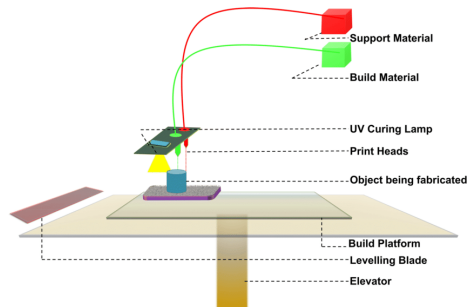 Support Material
Build Material
UV Curing Lamp
Print Heads
Object being fabricated
Build Platform
Levelling Blade
Elevator